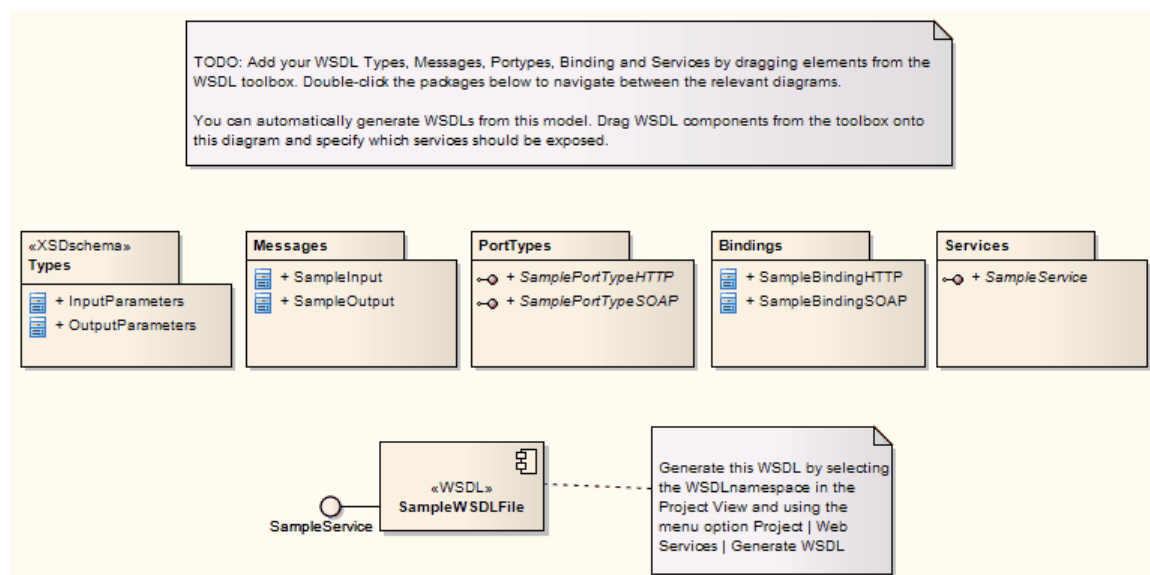 TODO: Add your WSDL Types, Messages, Portypes, Binding and Services by dragging elements from the
WSDL toolbox. Double-click the packages below to navigate between the relevant diagrams.
You can automatically generate WSDLs from this model. Drag WSDL components from the toolbox onto
this diagram and specify which services should be exposed.
«XSDschema»
Types
+ InputParameters
+ OutputParameters
Messages
+ SampleInput
+ SampleOutput
PortTypes
+ SamplePortTypeHTTP
+ SamplePortTypeSOAP
Bindings
+ SampleBindingHTTP
+ SampleBindingSOAP
Services
+ SampleService
SampleService
«WSDL»
SampleWSDLFile
Generate this WSDL by selecting
the WSDLnamespace in the
Project View and using the
menu option Project | Web
Services | Generate WSDL